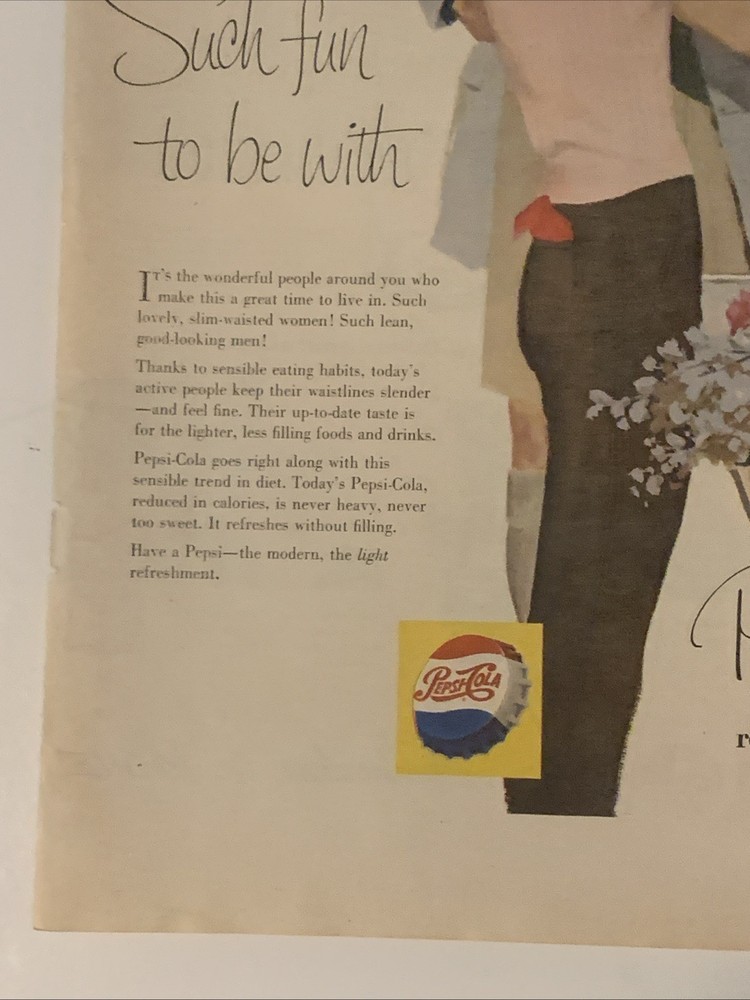 Such fun
to be with
IT'S the wonderful people around you who
make this a great time to live in. Such
lovely, slim-waisted women! Such lean,
good-looking men!
Thanks to sensible eating habits, today's
active people keep their waistlines slender
—and feel fine. Their up-to-date taste is
for the lighter, less filling foods and drinks.
Pepsi-Cola goes right along with this
sensible trend in diet. Today's Pepsi-Cola,
reduced in calories, is never heavy, never
too sweet. It refreshes without filling.
Have a Pepsi—the modern, the light
refreshment.
PEPSI-COLA